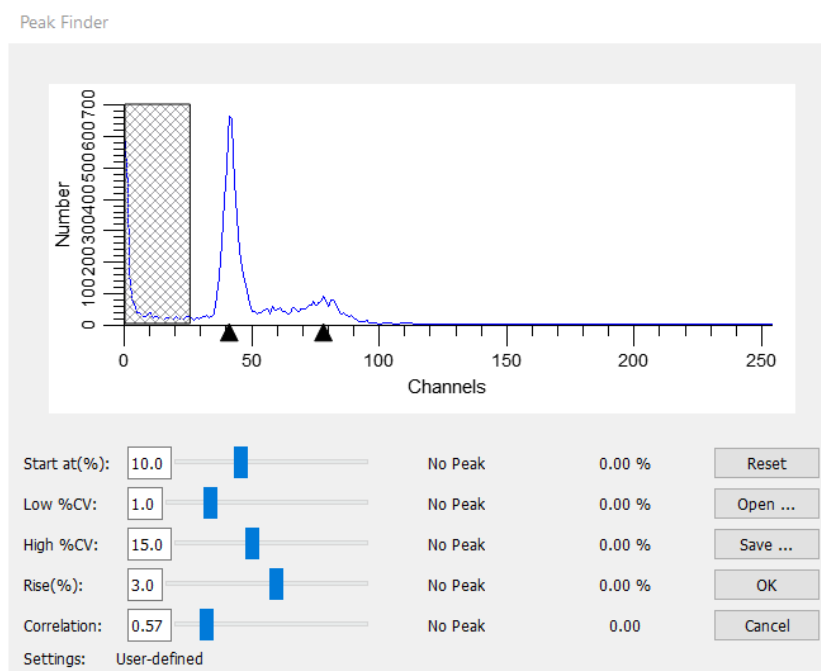 Peak Finder
Number
0 100 200 300 400 500 600 700
0 50 100 150 200 250
Channels
Start at(%): 10.0 No Peak 0.00 % Reset
Low %CV: 1.0 No Peak 0.00 % Open ...
High %CV: 15.0 No Peak 0.00 % Save ...
Rise(%): 3.0 No Peak 0.00 % OK
Correlation: 0.57 No Peak 0.00 Cancel
Settings: User-defined